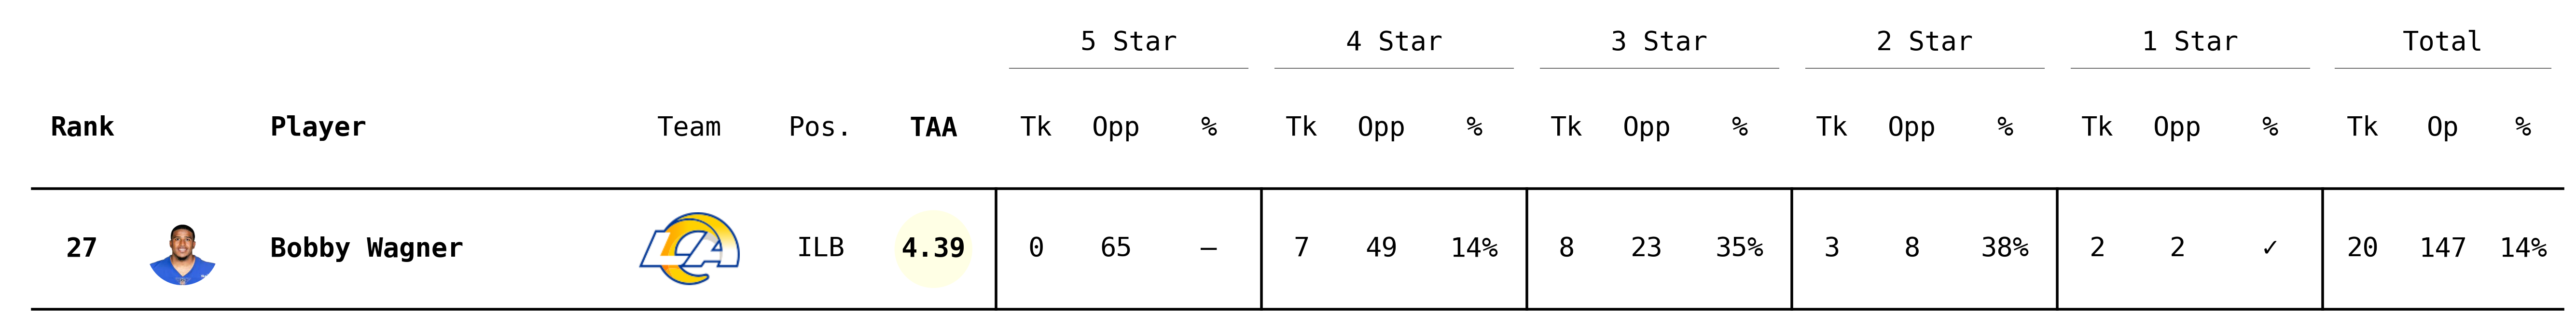 5 Star 4 Star 3 Star 2 Star 1 Star Total
Rank Player Team Pos. TAA Tk Opp % Tk Opp % Tk Opp % Tk Opp % Tk Opp % Tk Op %
27 Bobby Wagner LA ILB 4.39 0 65 — 7 49 14% 8 23 35% 3 8 38% 2 2 ✓ 20 147 14%